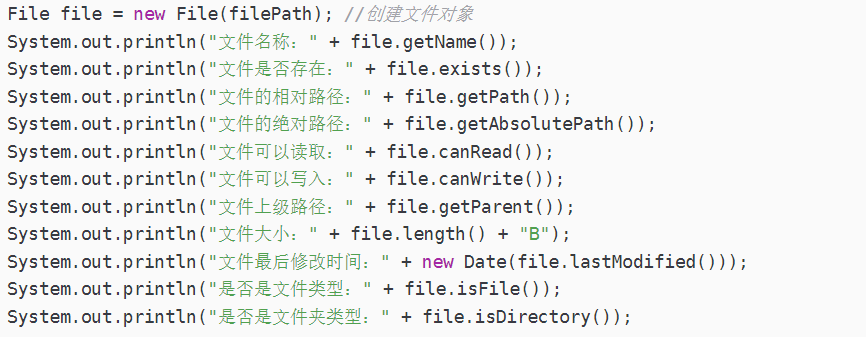 File file = new File(filePath); //创建文件对象
System.out.println("文件名称：" + file.getName());
System.out.println("文件是否存在：" + file.exists());
System.out.println("文件的相对路径：" + file.getPath());
System.out.println("文件的绝对路径：" + file.getAbsolutePath());
System.out.println("文件可以读取：" + file.canRead());
System.out.println("文件可以写入：" + file.canWrite());
System.out.println("文件上级路径：" + file.getParent());
System.out.println("文件大小：" + file.length() + "B");
System.out.println("文件最后修改时间：" + new Date(file.lastModified()));
System.out.println("是否是文件类型：" + file.isFile());
System.out.println("是否是文件夹类型：" + file.isDirectory());